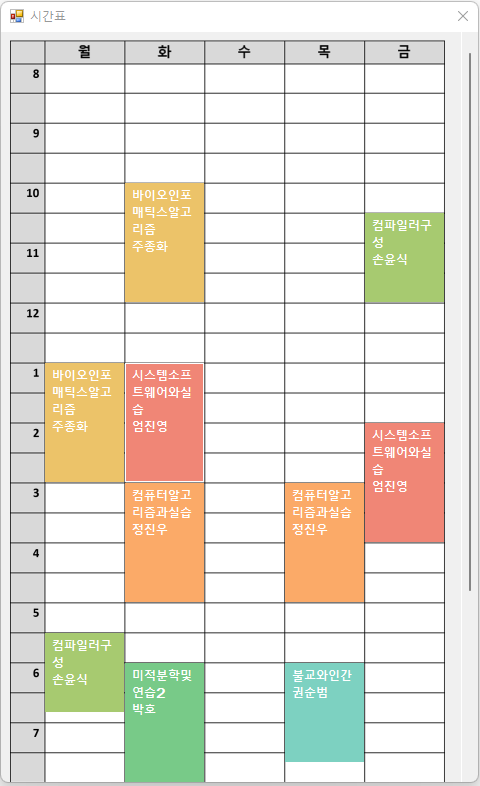 시간표
월 화 수 목 금
8
9
10
바이오인포
매틱스알고
리즘
주종화
컴파일러구
성
손윤식
11
12
1
바이오인포
매틱스알고
리즘
주종화
시스템소프
트웨어와실
습
엄진영
2
시스템소프
트웨어와실
습
엄진영
3
컴퓨터알고
리즘과실습
정진우
컴퓨터알고
리즘과실습
정진우
4
5
컴파일러구
성
손윤식
6
미적분학및
연습2
박호
불교와인간
권순범
7